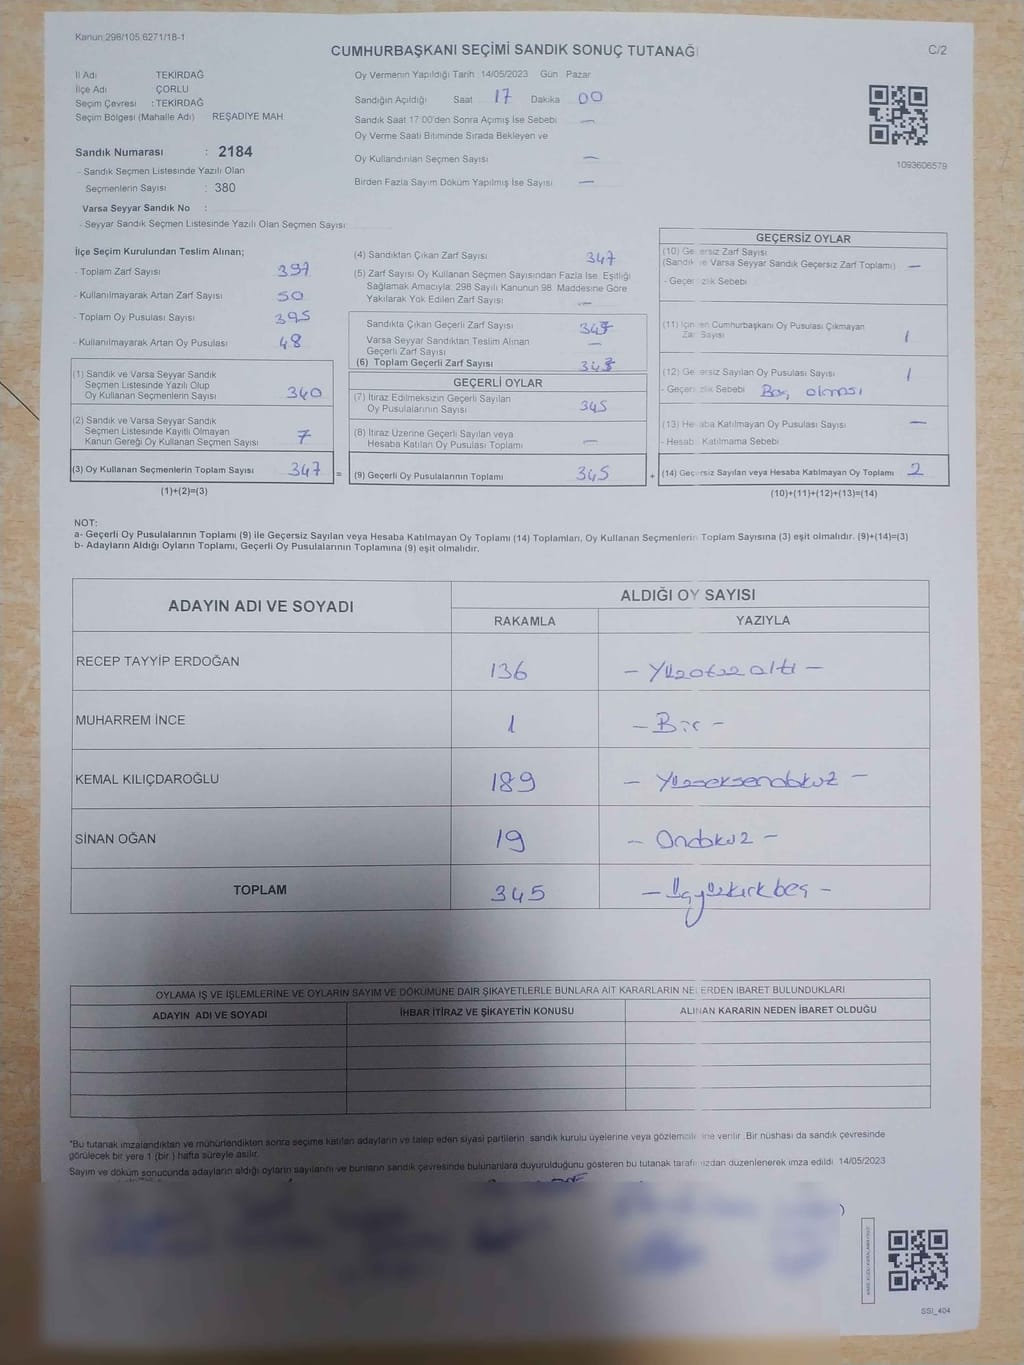 Kanun:298/105.6271/18-1
CUMHURBAŞKANI SEÇİMİ SANDIK SONUÇ TUTANAĞI
C/2
İl Adı TEKİRDAĞ
İlçe Adı ÇORLU
Seçim Çevresi : TEKİRDAĞ
Seçim Bölgesi (Mahalle Adı) REŞADİYE MAH
Sandık Numarası : 2184
- Sandık Seçmen Listesinde Yazılı Olan
Seçmenlerin Sayısı : 380
Varsa Seyyar Sandık No :
- Seyyar Sandık Seçmen Listesinde Yazılı Olan Seçmen Sayısı:
Oy Vermenin Yapıldığı Tarih 14/05/2023 Gün Pazar
Sandığın Açıldığı Saat 17 Dakika 00
Sandık Saat 17 00'den Sonra Açımış İse Sebebi —
Oy Verme Saati Bitiminde Sırada Bekleyen ve
Oy Kullandırılan Seçmen Sayısı —
Birden Fazla Sayım Döküm Yapılmış İse Sayısı —
1093606579
İlçe Seçim Kurulundan Teslim Alınan;
- Toplam Zarf Sayısı 397
- Kullanılmayarak Artan Zarf Sayısı 50
- Toplam Oy Pusulası Sayısı 395
- Kullanılmayarak Artan Oy Pusulası 48
(1) Sandık ve Varsa Seyyar Sandık
Seçmen Listesinde Yazılı Olup
Oy Kullanan Seçmenlerin Sayısı 340
(2) Sandık ve Varsa Seyyar Sandık
Seçmen Listesinde Kayıtlı Olmayan
Kanun Gereği Oy Kullanan Seçmen Sayısı 7
(3) Oy Kullanan Seçmenlerin Toplam Sayısı 347 =
(1)+(2)=(3)
(4) Sandıktan Çıkan Zarf Sayısı 347
(5) Zarf Sayısı Oy Kullanan Seçmen Sayısından Fazla İse Eşitliği
Sağlamak Amacıyla, 298 Sayılı Kanunun 98. Maddesine Göre
Yakılarak Yok Edilen Zarf Sayısı —
Sandıkta Çıkan Geçerli Zarf Sayısı 347
Varsa Seyyar Sandıktan Teslim Alınan
Geçerli Zarf Sayısı —
(6) Toplam Geçerli Zarf Sayısı 347
GEÇERLİ OYLAR
(7) İtiraz Edilmeksizin Geçerli Sayılan
Oy Pusulalarının Sayısı 345
(8) İtiraz Üzerine Geçerli Sayılan veya
Hesaba Katılan Oy Pusulası Toplamı —
(9) Geçerli Oy Pusulalarının Toplamı 345 +
GEÇERSİZ OYLAR
(10) Ge ersiz Zarf Sayısı
(Sandık ve Varsa Seyyar Sandık Geçersiz Zarf Toplamı) —
- Geçer zlik Sebebi
(11) İçin en Cumhurbaşkanı Oy Pusulası Çıkmayan
Zar Sayısı 1
(12) Ge ersiz Sayılan Oy Pusulası Sayısı 1
- Geçer zlik Sebebi Boş olması
(13) He aba Katılmayan Oy Pusulası Sayısı —
- Hesab Katılmama Sebebi
(14) Geçersiz Sayılan veya Hesaba Katılmayan Oy Toplamı 2
(10)+(11)+(12)+(13)=(14)
NOT:
a- Geçerli Oy Pusulalarının Toplamı (9) ile Geçersiz Sayılan veya Hesaba Katılmayan Oy Toplamı (14) Toplamları, Oy Kullanan Seçmenlerin Toplam Sayısına (3) eşit olmalıdır. (9)+(14)=(3)
b- Adayların Aldığı Oyların Toplamı, Geçerli Oy Pusulalarının Toplamına (9) eşit olmalıdır.
ADAYIN ADI VE SOYADI
ALDIĞI OY SAYISI
RAKAMLA YAZIYLA
RECEP TAYYİP ERDOĞAN 136 - Yüzotuzaltı -
MUHARREM İNCE 1 - Bir -
KEMAL KILIÇDAROĞLU 189 - Yüzseksendokuz -
SİNAN OĞAN 19 - Ondokuz -
TOPLAM 345 - Üçyüzkırkbeş -
OYLAMA İŞ VE İŞLEMLERİNE VE OYLARIN SAYIM VE DÖKÜMÜNE DAİR ŞİKAYETLERLE BUNLARA AİT KARARLARIN NE ERDEN İBARET BULUNDUKLARI
ADAYIN ADI VE SOYADI İHBAR İTİRAZ VE ŞİKAYETİN KONUSU ALINAN KARARIN NEDEN İBARET OLDUĞU
"Bu tutanak imzalandıktan ve mühürlendikten sonra seçime katılan adayların ve talep eden siyasi partilerin sandık kurulu üyelerine veya gözlemcile ine verilir. Bir nüshası da sandık çevresinde
görülecek bir yere 1 (bir ) hafta süreyle asılır.
Sayım ve döküm sonucunda adayların aldığı oyların sayılarını ve bunların sandık çevresinde bulunanlara duyurulduğunu gösteren bu tutanak tarafı ızdan düzenlenerek imza edildi. 14/05/2023
SSI_404